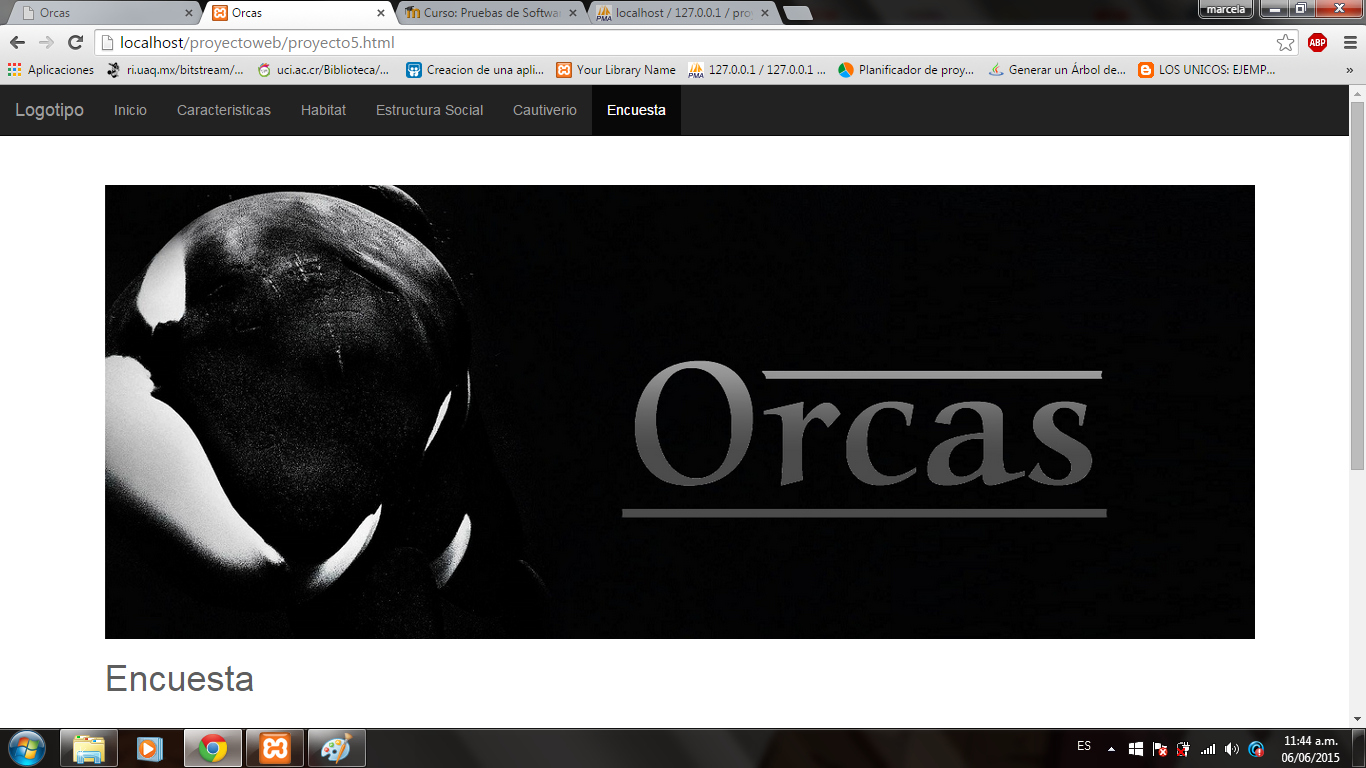 Orcas
Orcas
Curso: Pruebas de Softwa
localhost / 127.0.0.1 / pro
marcela
localhost/proyectoweb/proyecto5.html
ABP
Aplicaciones
ri.uaq.mx/bitstream/...
uci.ac.cr/Biblioteca/...
Creacion de una apli...
Your Library Name
127.0.0.1 / 127.0.0.1 ...
Planificador de proy...
Generar un Árbol de...
LOS UNICOS: EJEMP...
»
Logotipo
Inicio
Caracteristicas
Habitat
Estructura Social
Cautiverio
Encuesta
Orcas
Encuesta
ES
11:44 a.m.
06/06/2015